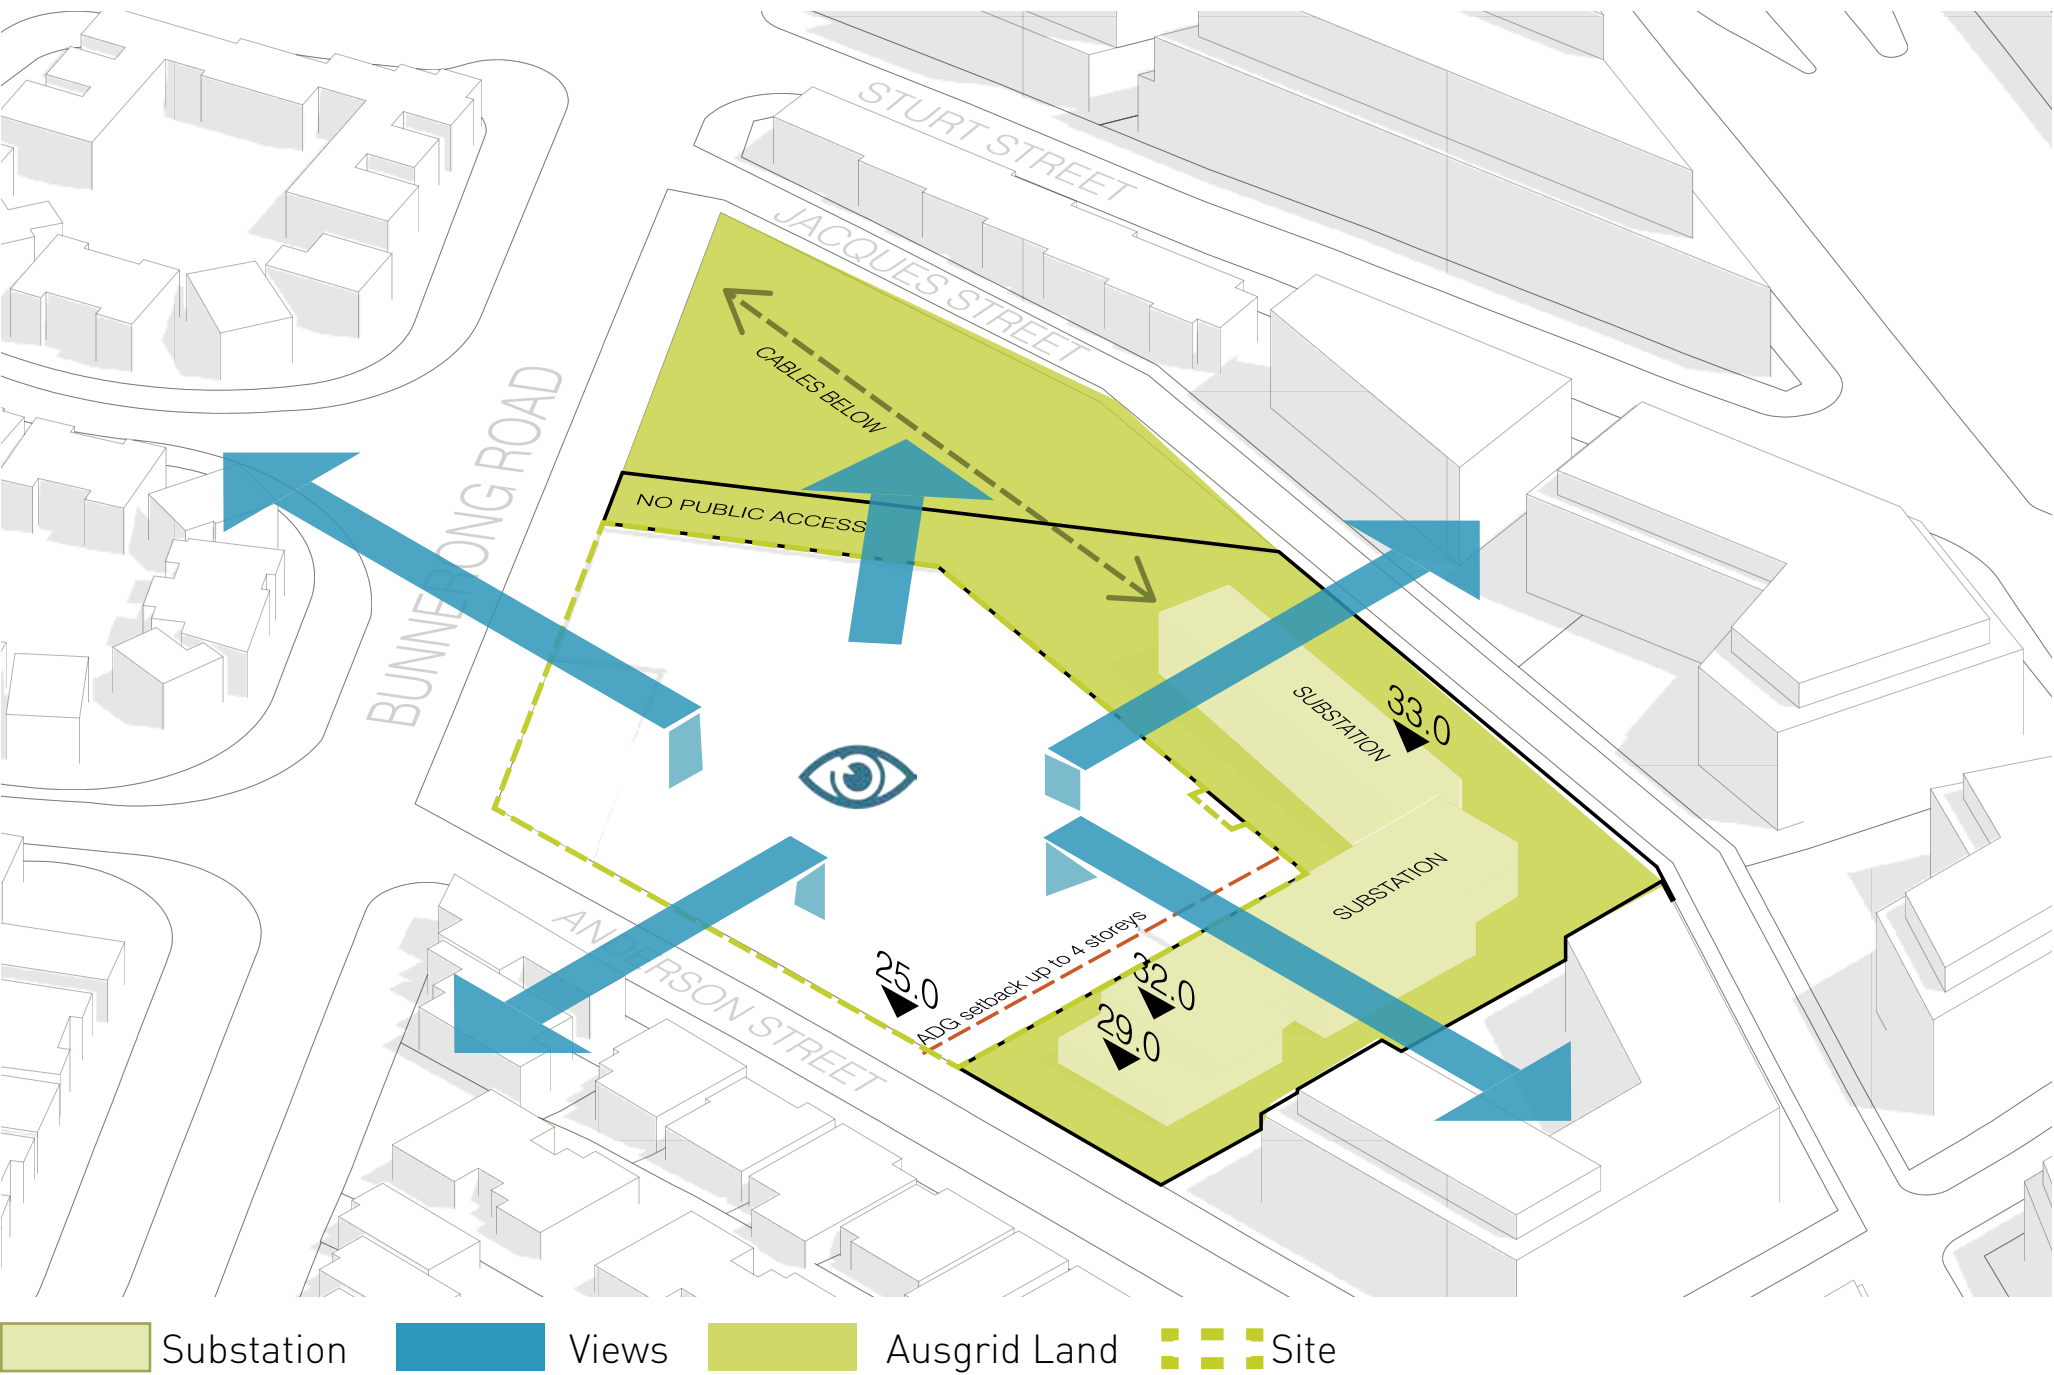 STURT STREET
JACQUES STREET
CABLES BELOW
BUNNERONG ROAD
NO PUBLIC ACCESS
SUBSTATION
33.0
SUBSTATION
ANDERSON STREET
25.0
ADG setback up to 4 storeys
32.0
29.0
Substation
Views
Ausgrid Land
Site